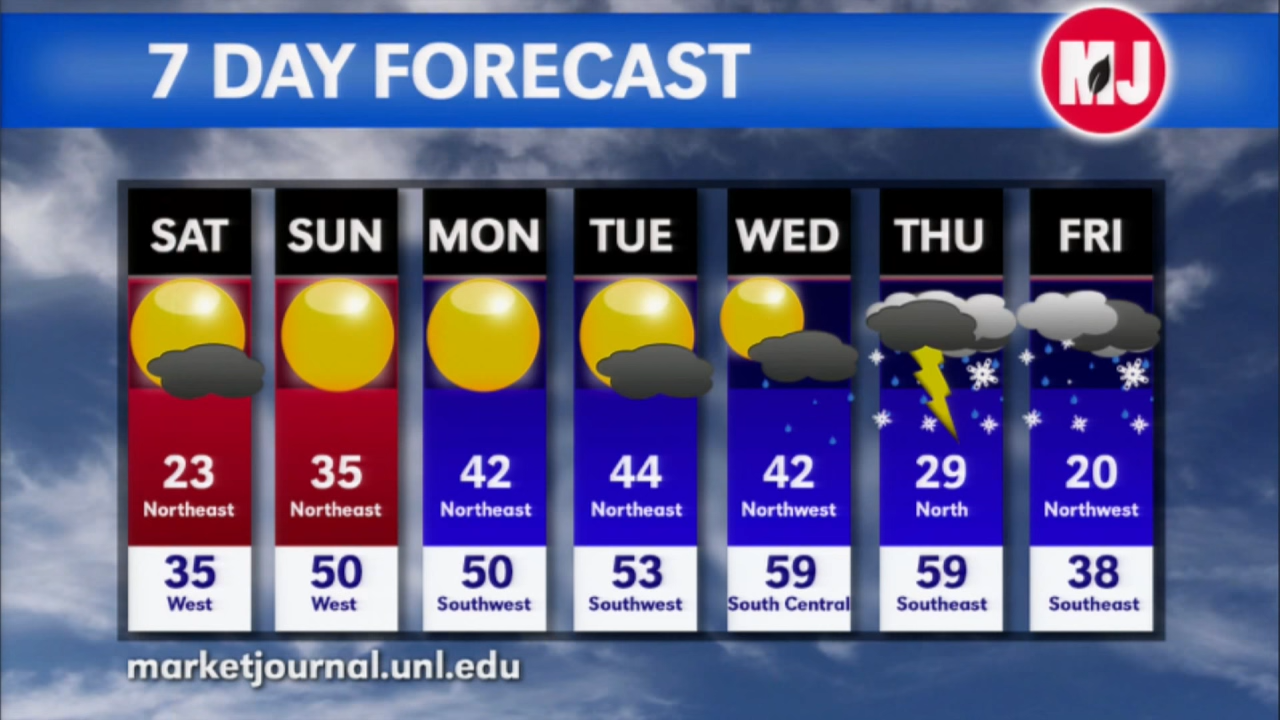 7 DAY FORECAST
MJ
SAT SUN MON TUE WED THU FRI
23 35 42 44 42 29 20
Northeast Northeast Northeast Northeast Northwest North Northwest
35 50 50 53 59 59 38
West West Southwest Southwest South Central Southeast Southeast
marketjournal.unl.edu